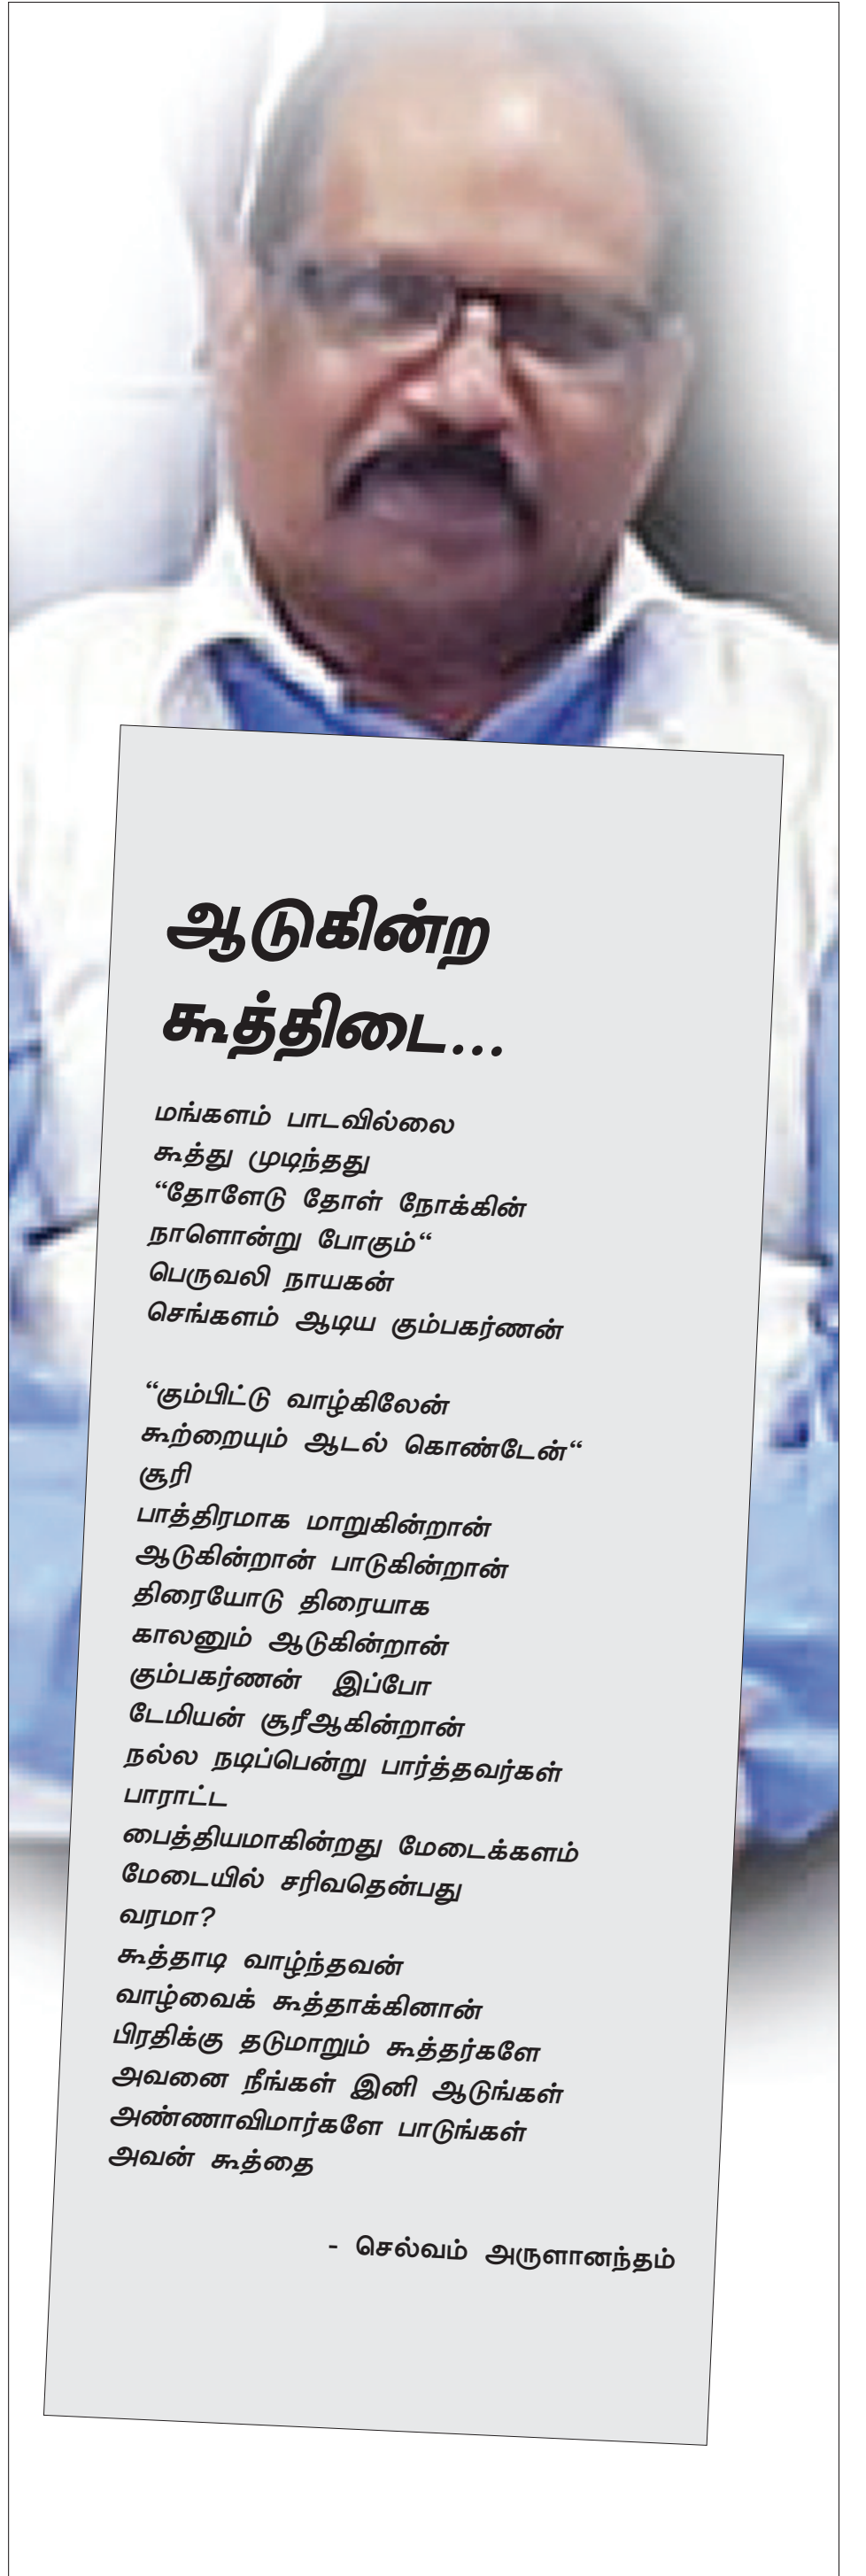 ஆடுகின்ற
கூத்திடை...
மங்களம் பாடவில்லை
கூத்து முடிந்தது
“தோளேடு தோள் நோக்கின்
நாளொன்று போகும்“
பெருவலி நாயகன்
செங்களம் ஆடிய கும்பகர்ணன்
“கும்பிட்டு வாழ்கிலேன்
கூற்றையும் ஆடல் கொண்டேன்“
சூரி
பாத்திரமாக மாறுகின்றான்
ஆடுகின்றான் பாடுகின்றான்
திரையோடு திரையாக
காலனும் ஆடுகின்றான்
கும்பகர்ணன் இப்போ
டேமியன் சூரீஆகின்றான்
நல்ல நடிப்பென்று பார்த்தவர்கள்
பாராட்ட
பைத்தியமாகின்றது மேடைக்களம்
மேடையில் சரிவதென்பது
வரமா?
கூத்தாடி வாழ்ந்தவன்
வாழ்வைக் கூத்தாக்கினான்
பிரதிக்கு தடுமாறும் கூத்தர்களே
அவனை நீங்கள் இனி ஆடுங்கள்
அண்ணாவிமார்களே பாடுங்கள்
அவன் கூத்தை
- செல்வம் அருளானந்தம்